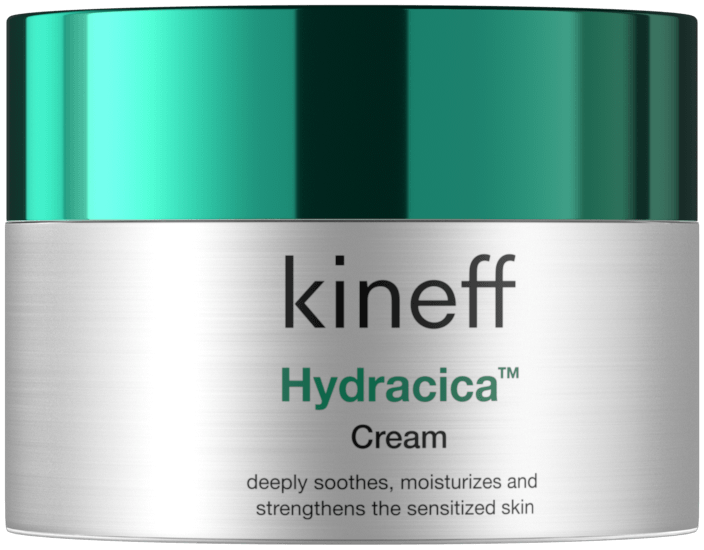 kineff
Hydracica™
Cream
deeply soothes, moisturizes and
strengthens the sensitized skin